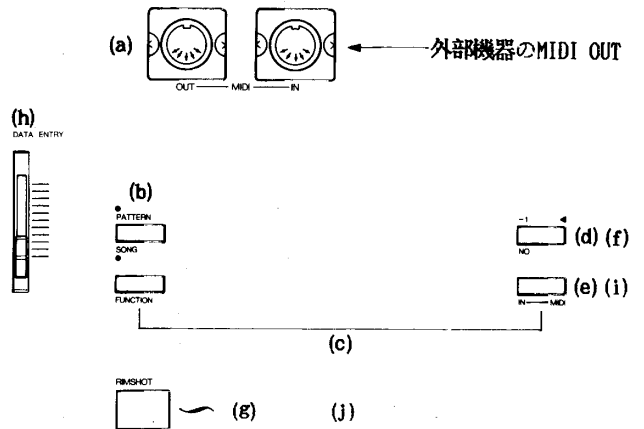 (a)
外部機器のMIDI OUT
OUT MIDI IN
(h)
DATA ENTRY
(b)
PATTERN
SONG
FUNCTION
-1 ◀
NO
(d) (f)
(e) (i)
IN MIDI
(c)
RIMSHOT
(g) (j)